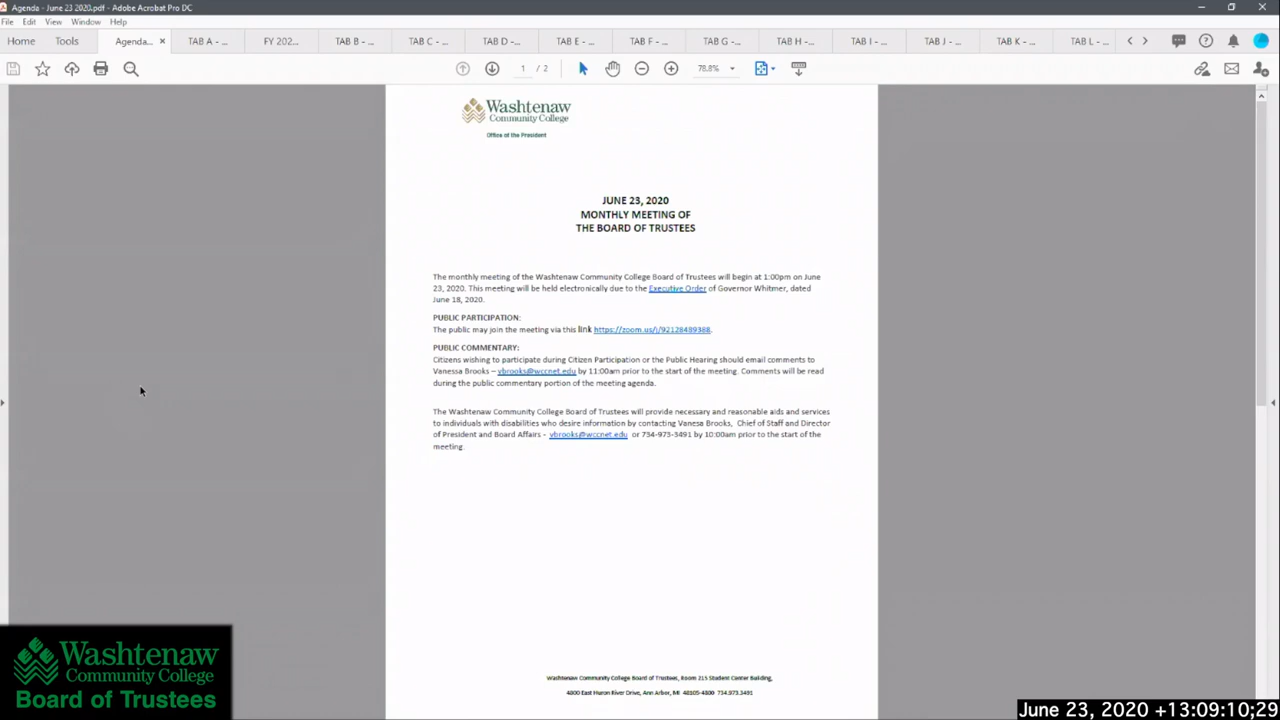 Agenda - June 23 2020.pdf - Adobe Acrobat Pro DC
File Edit View Window Help
Home Tools Agenda... × TAB A - ... FY 202... TAB B - ... TAB C - ... TAB D -... TAB E - ... TAB F - ... TAB G -... TAB H - ... TAB I - ... TAB J - ... TAB K - ... TAB L - ...
1 / 2 78.8%
Washtenaw
Community College
Office of the President
JUNE 23, 2020
MONTHLY MEETING OF
THE BOARD OF TRUSTEES
The monthly meeting of the Washtenaw Community College Board of Trustees will begin at 1:00pm on June
23, 2020. This meeting will be held electronically due to the Executive Order of Governor Whitmer, dated
June 18, 2020.
PUBLIC PARTICIPATION:
The public may join the meeting via this link https://zoom.us/j/92128489388.
PUBLIC COMMENTARY:
Citizens wishing to participate during Citizen Participation or the Public Hearing should email comments to
Vanessa Brooks – vbrooks@wccnet.edu by 11:00am prior to the start of the meeting. Comments will be read
during the public commentary portion of the meeting agenda.
The Washtenaw Community College Board of Trustees will provide necessary and reasonable aids and services
to individuals with disabilities who desire information by contacting Vanesa Brooks, Chief of Staff and Director
of President and Board Affairs - vbrooks@wccnet.edu or 734-973-3491 by 10:00am prior to the start of the
meeting.
Washtenaw Community College Board of Trustees, Room 215 Student Center Building,
4800 East Huron River Drive, Ann Arbor, MI 48105-4800 734.973.3491
Washtenaw
Community College
Board of Trustees
June 23, 2020 +13:09:10;29